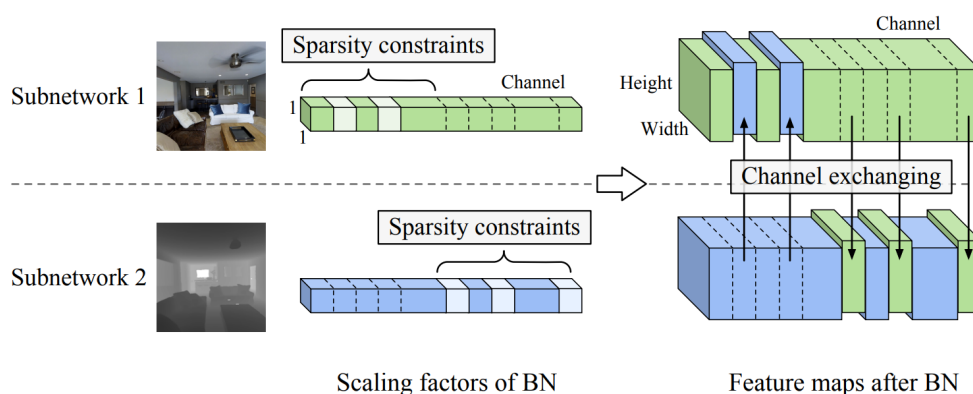 Sparsity constraints
Channel
Subnetwork 1
1
1
Channel
Height
Width
Channel exchanging
Sparsity constraints
Subnetwork 2
Scaling factors of BN
Feature maps after BN